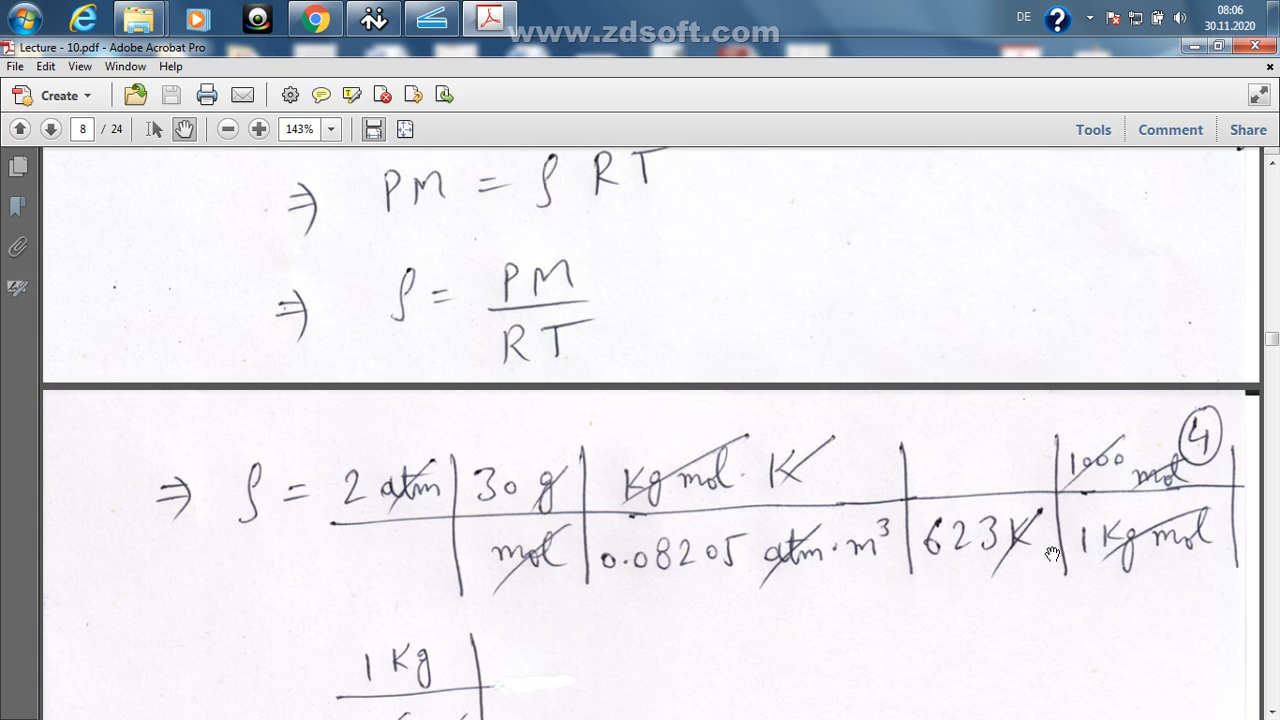 DE
08:06
30.11.2020
www.zdsoft.com
Lecture - 10.pdf - Adobe Acrobat Pro
File Edit View Window Help
Create
8 / 24 143% Tools Comment Share
⇒ PM = ρ RT
⇒ ρ = PM / RT
4
⇒ ρ = 2 atm | 30 g | Kg mol · K | | 1000 mol
mol | 0.08205 atm · m³ | 623 K | 1 Kg mol
1 Kg